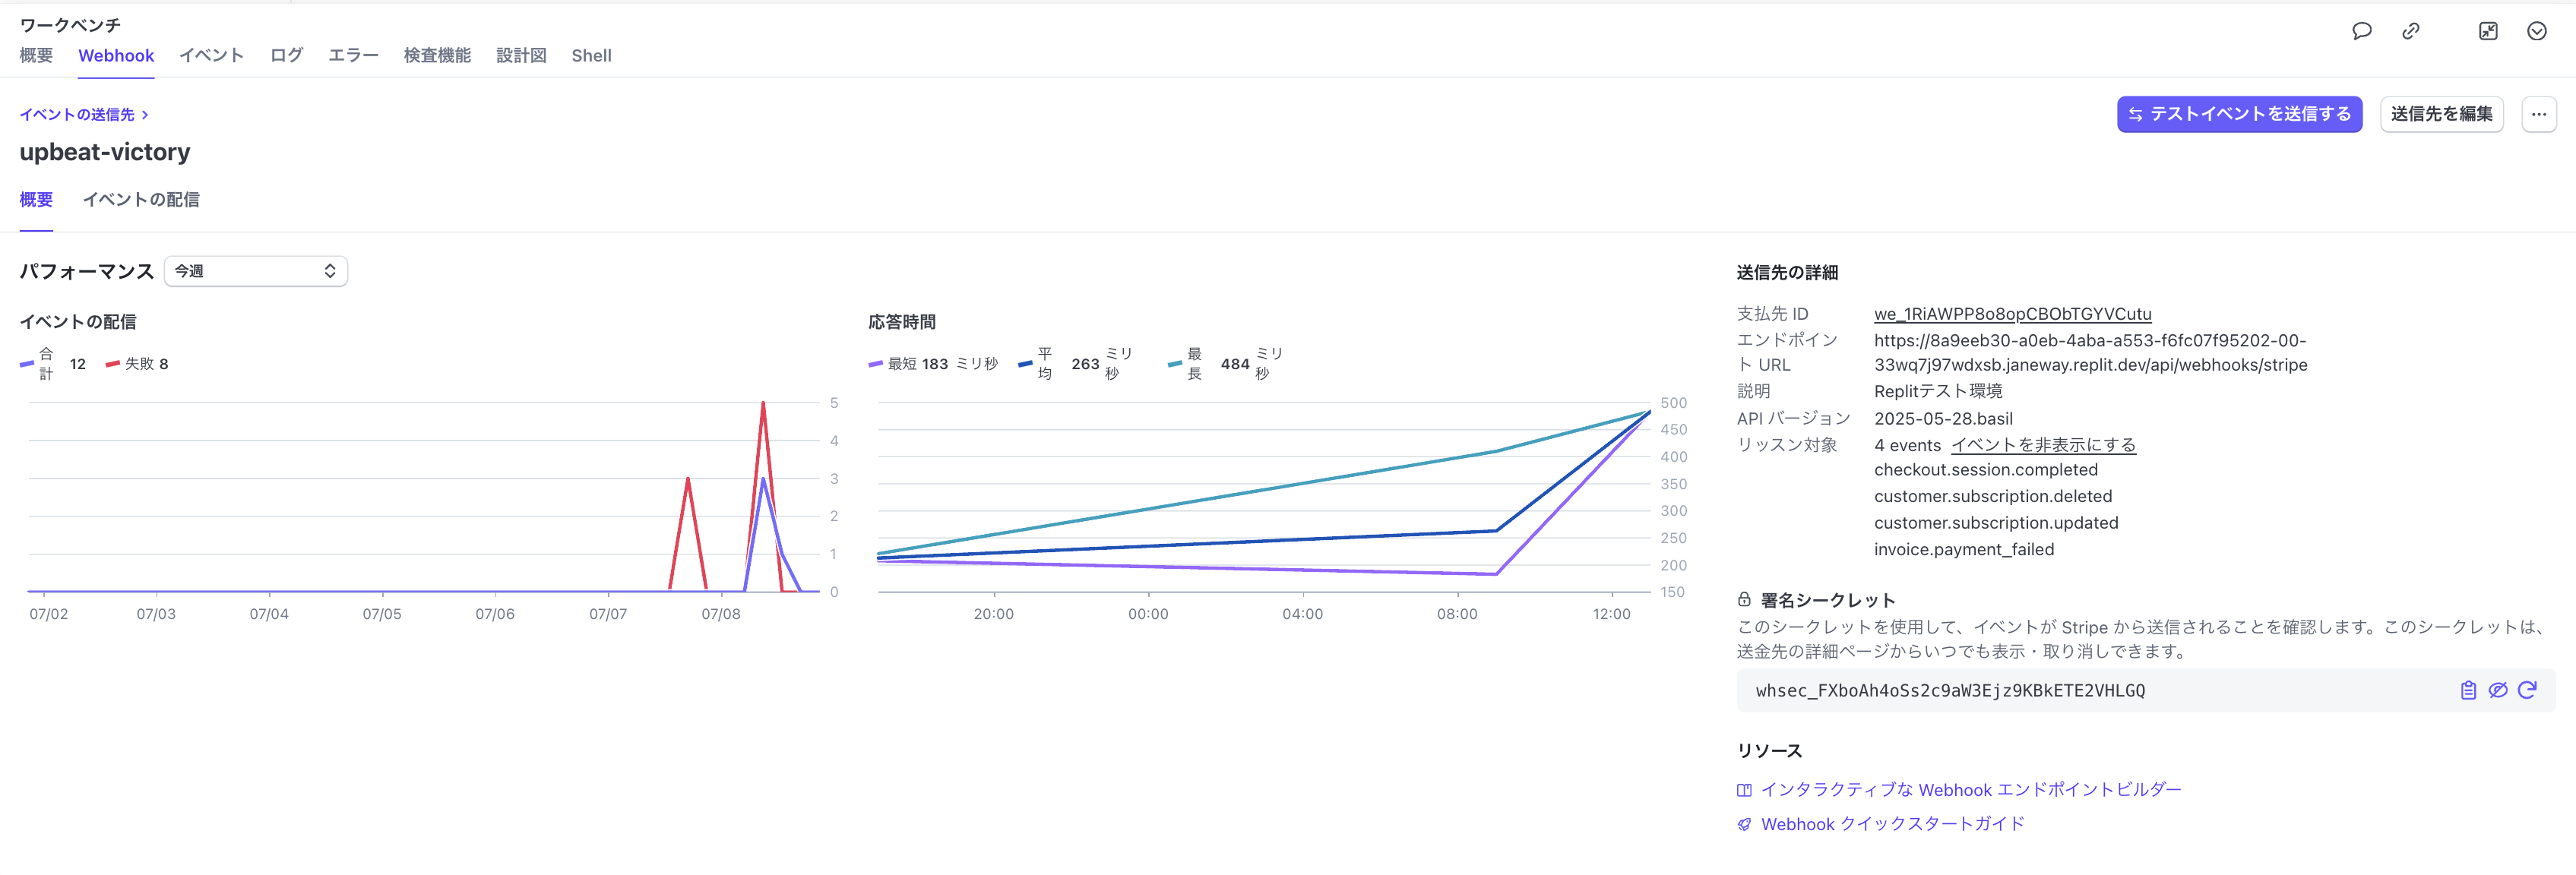 ワークベンチ
概要 Webhook イベント ログ エラー 検査機能 設計図 Shell
イベントの送信先
テストイベントを送信する 送信先を編集
upbeat-victory
概要 イベントの配信
パフォーマンス 今週
イベントの配信
合計 12 失敗 8
5
4
3
2
1
0
07/02 07/03 07/04 07/05 07/06 07/07 07/08
応答時間
最短 183 ミリ秒 平均 263 ミリ秒 最長 484 ミリ秒
500
450
400
350
300
250
200
150
20:00 00:00 04:00 08:00 12:00
送信先の詳細
支払先 ID we_1RiAWPP8o8opCBObTGYVCutu
エンドポイン https://8a9eeb30-a0eb-4aba-a553-f6fc07f95202-00-
ト URL 33wq7j97wdxsb.janeway.replit.dev/api/webhooks/stripe
説明 Replitテスト環境
API バージョン 2025-05-28.basil
リッスン対象 4 events イベントを非表示にする
checkout.session.completed
customer.subscription.deleted
customer.subscription.updated
invoice.payment_failed
署名シークレット
このシークレットを使用して、イベントが Stripe から送信されることを確認します。このシークレットは、
送金先の詳細ページからいつでも表示・取り消しできます。
whsec_FXboAh4oSs2c9aW3Ejz9KBkETE2VHLGQ
リソース
インタラクティブな Webhook エンドポイントビルダー
Webhook クイックスタートガイド